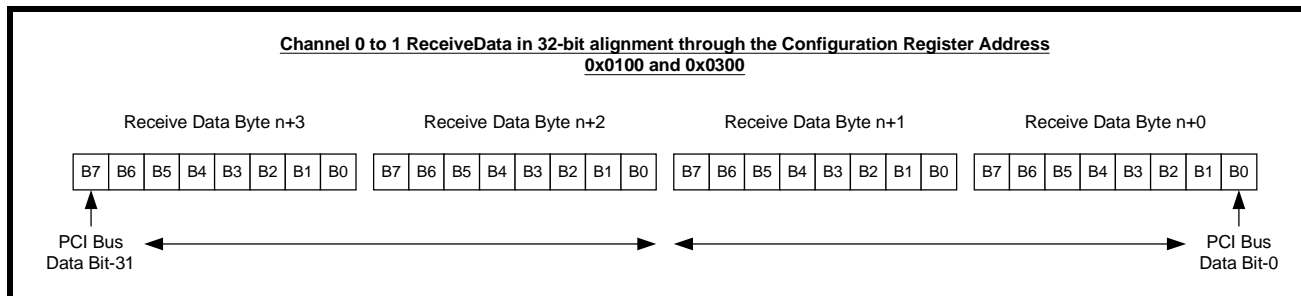 Channel 0 to 1 ReceiveData in 32-bit alignment through the Configuration Register Address
0x0100 and 0x0300
Receive Data Byte n+3 Receive Data Byte n+2 Receive Data Byte n+1 Receive Data Byte n+0
B7 B6 B5 B4 B3 B2 B1 B0 B7 B6 B5 B4 B3 B2 B1 B0 B7 B6 B5 B4 B3 B2 B1 B0 B7 B6 B5 B4 B3 B2 B1 B0
PCI Bus PCI Bus
Data Bit-31 Data Bit-0